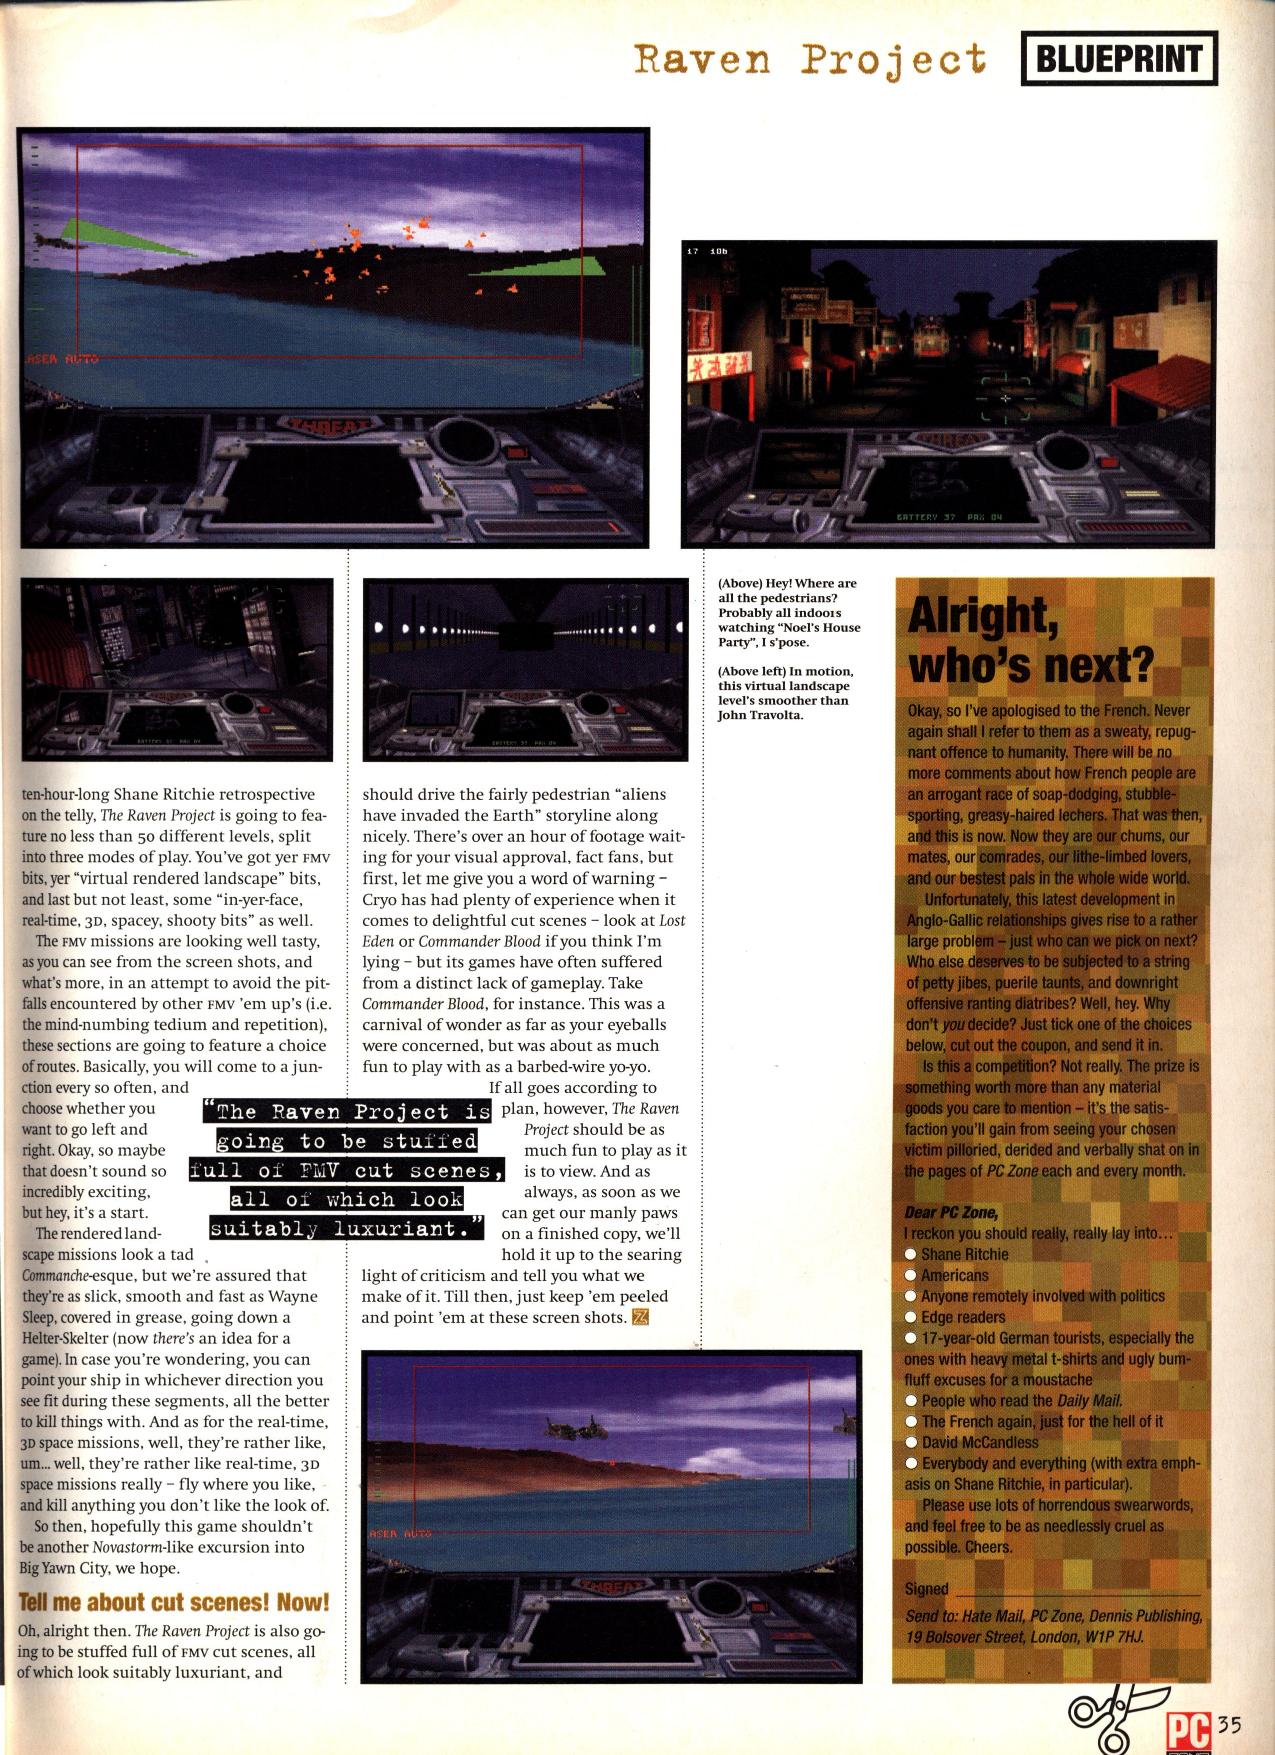 Raven Project BLUEPRINT
LASER AUTO
THREAT
17 10b
THREAT
BATTERY 37 PAX 04
(Above) Hey! Where are
all the pedestrians?
Probably all indoors
watching “Noel’s House
Party”, I s’pose.
(Above left) In motion,
this virtual landscape
level’s smoother than
John Travolta.
ten-hour-long Shane Ritchie retrospective
on the telly, The Raven Project is going to fea-
ture no less than 50 different levels, split
into three modes of play. You’ve got yer FMV
bits, yer “virtual rendered landscape” bits,
and last but not least, some “in-yer-face,
real-time, 3D, spacey, shooty bits” as well.
The FMV missions are looking well tasty,
as you can see from the screen shots, and
what’s more, in an attempt to avoid the pit-
falls encountered by other FMV ’em up’s (i.e.
the mind-numbing tedium and repetition),
these sections are going to feature a choice
of routes. Basically, you will come to a jun-
ction every so often, and
choose whether you
want to go left and
right. Okay, so maybe
that doesn’t sound so
incredibly exciting,
but hey, it’s a start.
The rendered land-
scape missions look a tad
Commanche-esque, but we’re assured that
they’re as slick, smooth and fast as Wayne
Sleep, covered in grease, going down a
Helter-Skelter (now there’s an idea for a
game). In case you’re wondering, you can
point your ship in whichever direction you
see fit during these segments, all the better
to kill things with. And as for the real-time,
3D space missions, well, they’re rather like,
um... well, they’re rather like real-time, 3D
space missions really – fly where you like,
and kill anything you don’t like the look of.
So then, hopefully this game shouldn’t
be another Novastorm-like excursion into
Big Yawn City, we hope.
Tell me about cut scenes! Now!
Oh, alright then. The Raven Project is also go-
ing to be stuffed full of FMV cut scenes, all
of which look suitably luxuriant, and
“The Raven Project is
going to be stuffed
full of FMV cut scenes,
all of which look
suitably luxuriant.”
should drive the fairly pedestrian “aliens
have invaded the Earth” storyline along
nicely. There’s over an hour of footage wait-
ing for your visual approval, fact fans, but
first, let me give you a word of warning –
Cryo has had plenty of experience when it
comes to delightful cut scenes – look at Lost
Eden or Commander Blood if you think I’m
lying – but its games have often suffered
from a distinct lack of gameplay. Take
Commander Blood, for instance. This was a
carnival of wonder as far as your eyeballs
were concerned, but was about as much
fun to play with as a barbed-wire yo-yo.
If all goes according to
plan, however, The Raven
Project should be as
much fun to play as it
is to view. And as
always, as soon as we
can get our manly paws
on a finished copy, we’ll
hold it up to the searing
light of criticism and tell you what we
make of it. Till then, just keep ’em peeled
and point ’em at these screen shots. Z
LASER AUTO
THREAT
Alright,
who’s next?
Okay, so I’ve apologised to the French. Never
again shall I refer to them as a sweaty, repug-
nant offence to humanity. There will be no
more comments about how French people are
an arrogant race of soap-dodging, stubble-
sporting, greasy-haired lechers. That was then,
and this is now. Now they are our chums, our
mates, our comrades, our lithe-limbed lovers,
and our bestest pals in the whole wide world.
Unfortunately, this latest development in
Anglo-Gallic relationships gives rise to a rather
large problem – just who can we pick on next?
Who else deserves to be subjected to a string
of petty jibes, puerile taunts, and downright
offensive ranting diatribes? Well, hey. Why
don’t you decide? Just tick one of the choices
below, cut out the coupon, and send it in.
Is this a competition? Not really. The prize is
something worth more than any material
goods you care to mention – it’s the satis-
faction you’ll gain from seeing your chosen
victim pilloried, derided and verbally shat on in
the pages of PC Zone each and every month.
Dear PC Zone,
I reckon you should really, really lay into...
Shane Ritchie
Americans
Anyone remotely involved with politics
Edge readers
17-year-old German tourists, especially the
ones with heavy metal t-shirts and ugly bum-
fluff excuses for a moustache
People who read the Daily Mail.
The French again, just for the hell of it
David McCandless
Everybody and everything (with extra emph-
asis on Shane Ritchie, in particular).
Please use lots of horrendous swearwords,
and feel free to be as needlessly cruel as
possible. Cheers.
Signed
Send to: Hate Mail, PC Zone, Dennis Publishing,
19 Bolsover Street, London, W1P 7HJ.
PC 35